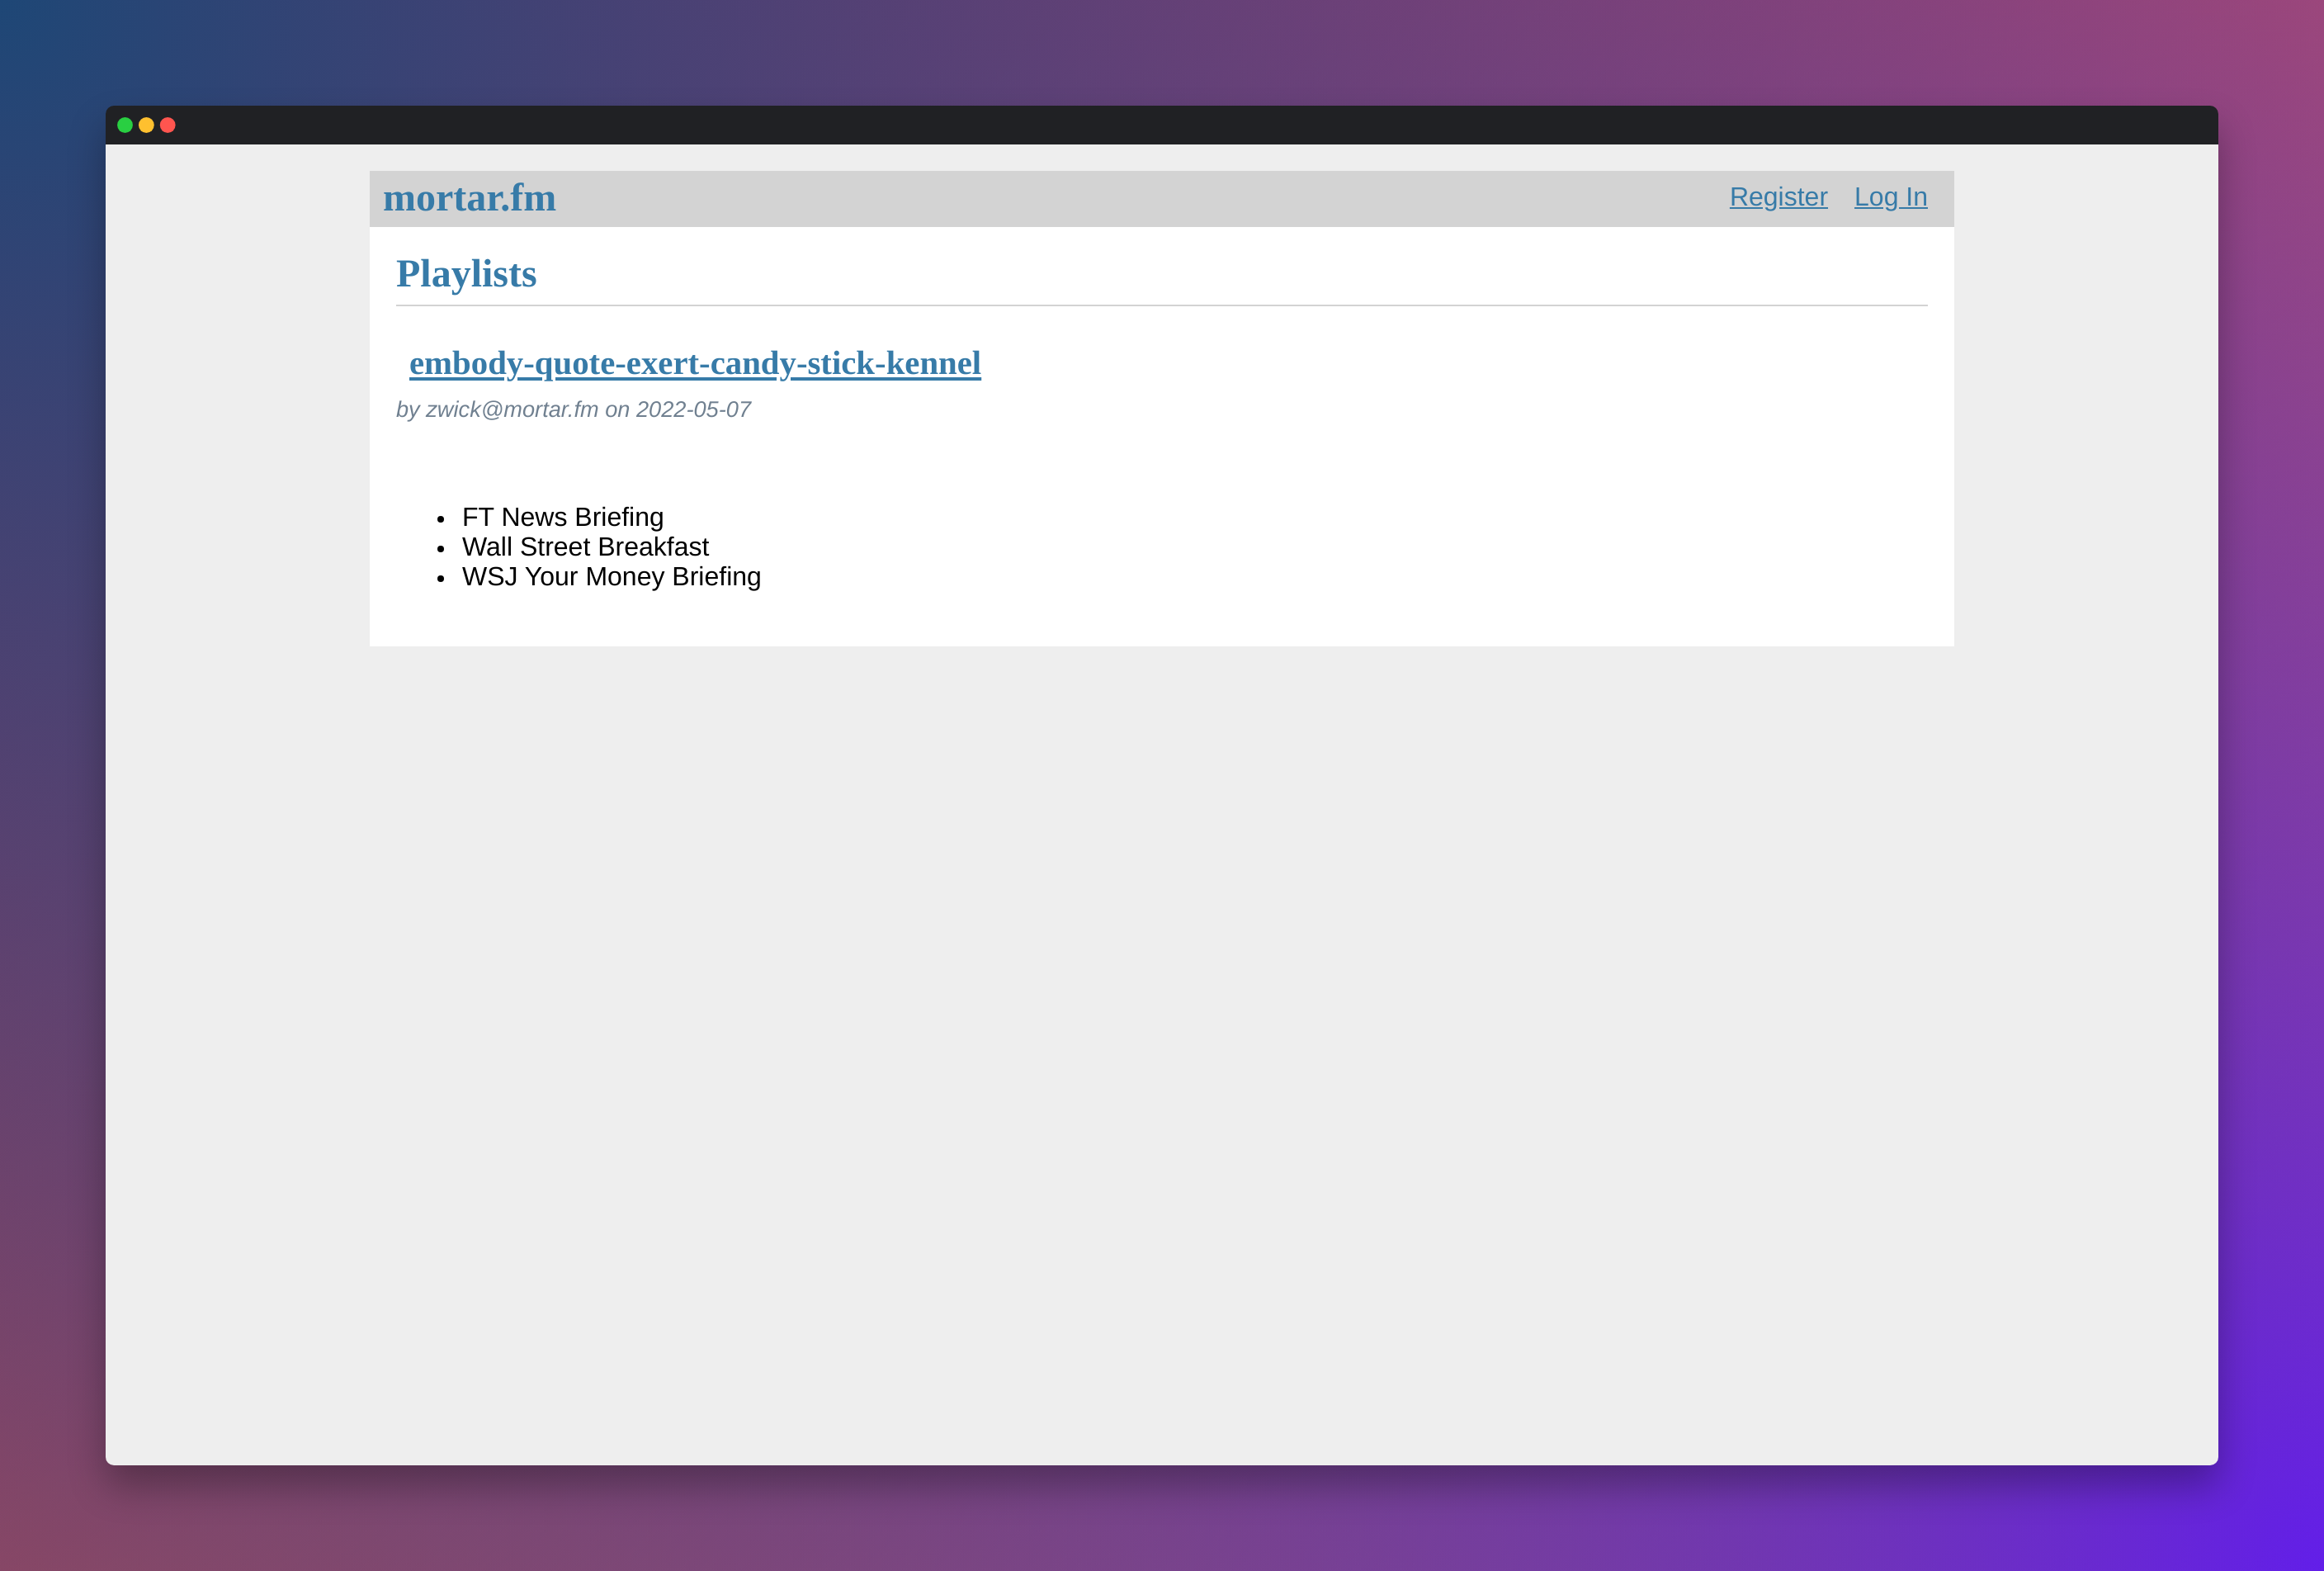 mortar.fm Register Log In
Playlists
embody-quote-exert-candy-stick-kennel
by zwick@mortar.fm on 2022-05-07
• FT News Briefing
• Wall Street Breakfast
• WSJ Your Money Briefing